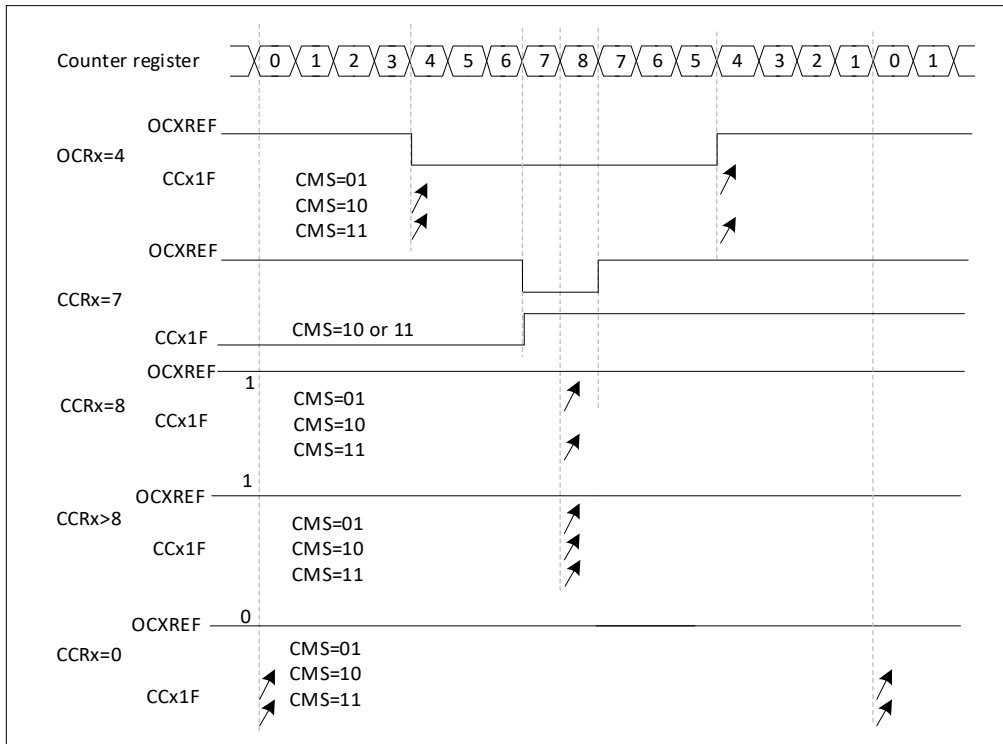 Counter register 0 1 2 3 4 5 6 7 8 7 6 5 4 3 2 1 0 1
OCXREF
OCRx=4
CCx1F
CMS=01
CMS=10
CMS=11
OCXREF
CCRx=7
CCx1F
CMS=10 or 11
OCXREF
1
CCRx=8
CCx1F
CMS=01
CMS=10
CMS=11
1
OCXREF
CCRx>8
CCx1F
CMS=01
CMS=10
CMS=11
0
OCXREF
CCRx=0
CCx1F
CMS=01
CMS=10
CMS=11